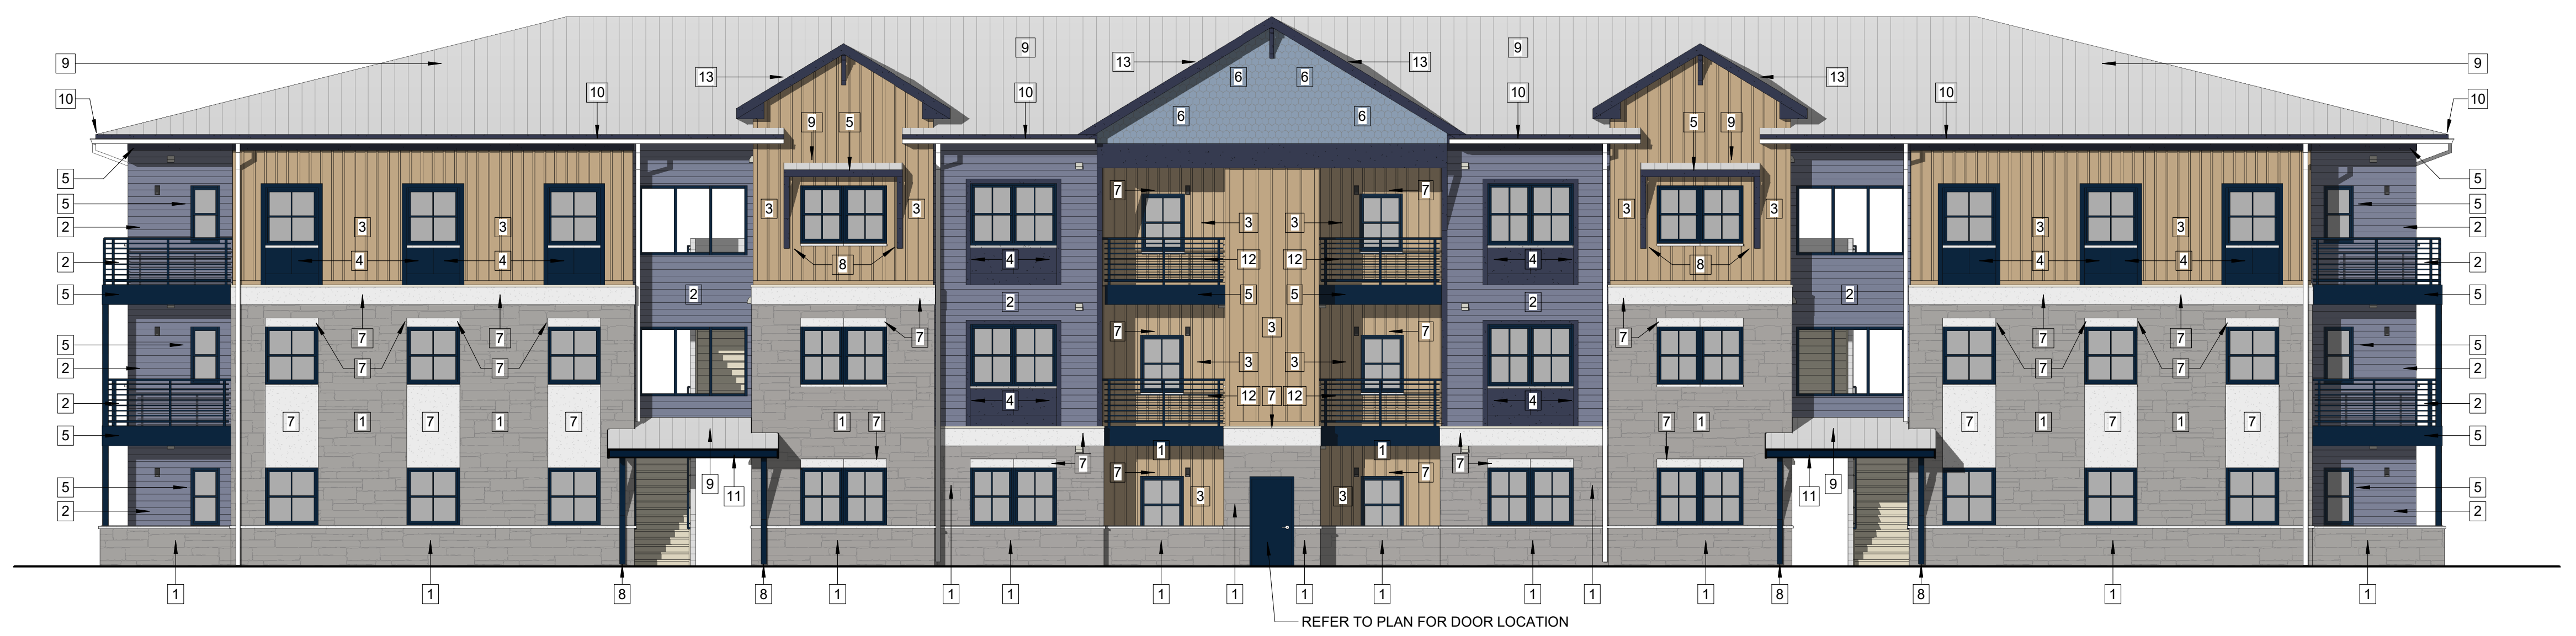 9 9
13 13 6 6 13 13
9 9
10 10 10 10 10 10
9 5 6 6 5 9
5 5
7 7
5 5
3 3 3 3
2 3 3 3 3 3 3 2
2 4 4 8 4 12 12 4 8 4 4 2
5 2 2 5 5 2 2 5
3
7 7 7 7 7 7 7 7
5 5
2 7 7 3 3 7 7 2
2 4 12 7 12 4 2
7 1 7 1 7 1 7 7 1 7 1 7 1 7
5 5
1 1
7 7 7 7
5 9 11 3 3 11 9 5
2 2
1 1 8 8 1 1 1 1 1 1 1 1 1 1 8 8 1 1
REFER TO PLAN FOR DOOR LOCATION